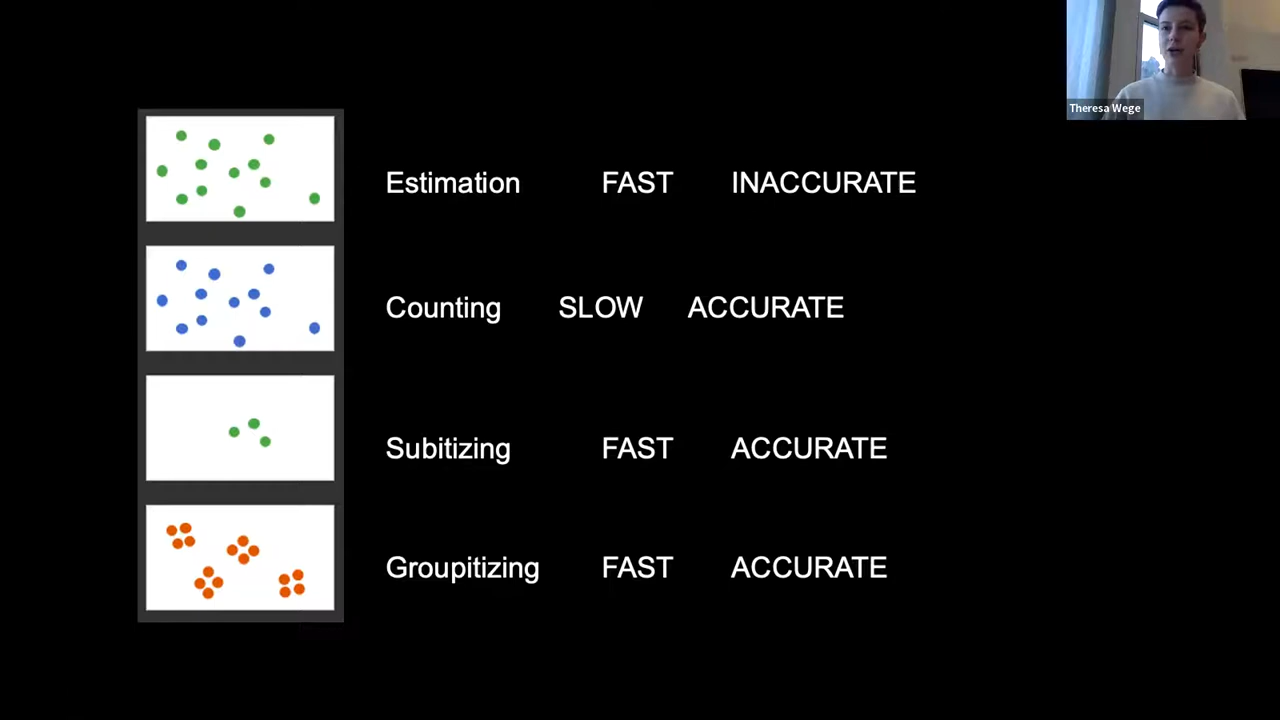 Theresa Wege
Estimation FAST INACCURATE
Counting SLOW ACCURATE
Subitizing FAST ACCURATE
Groupitizing FAST ACCURATE